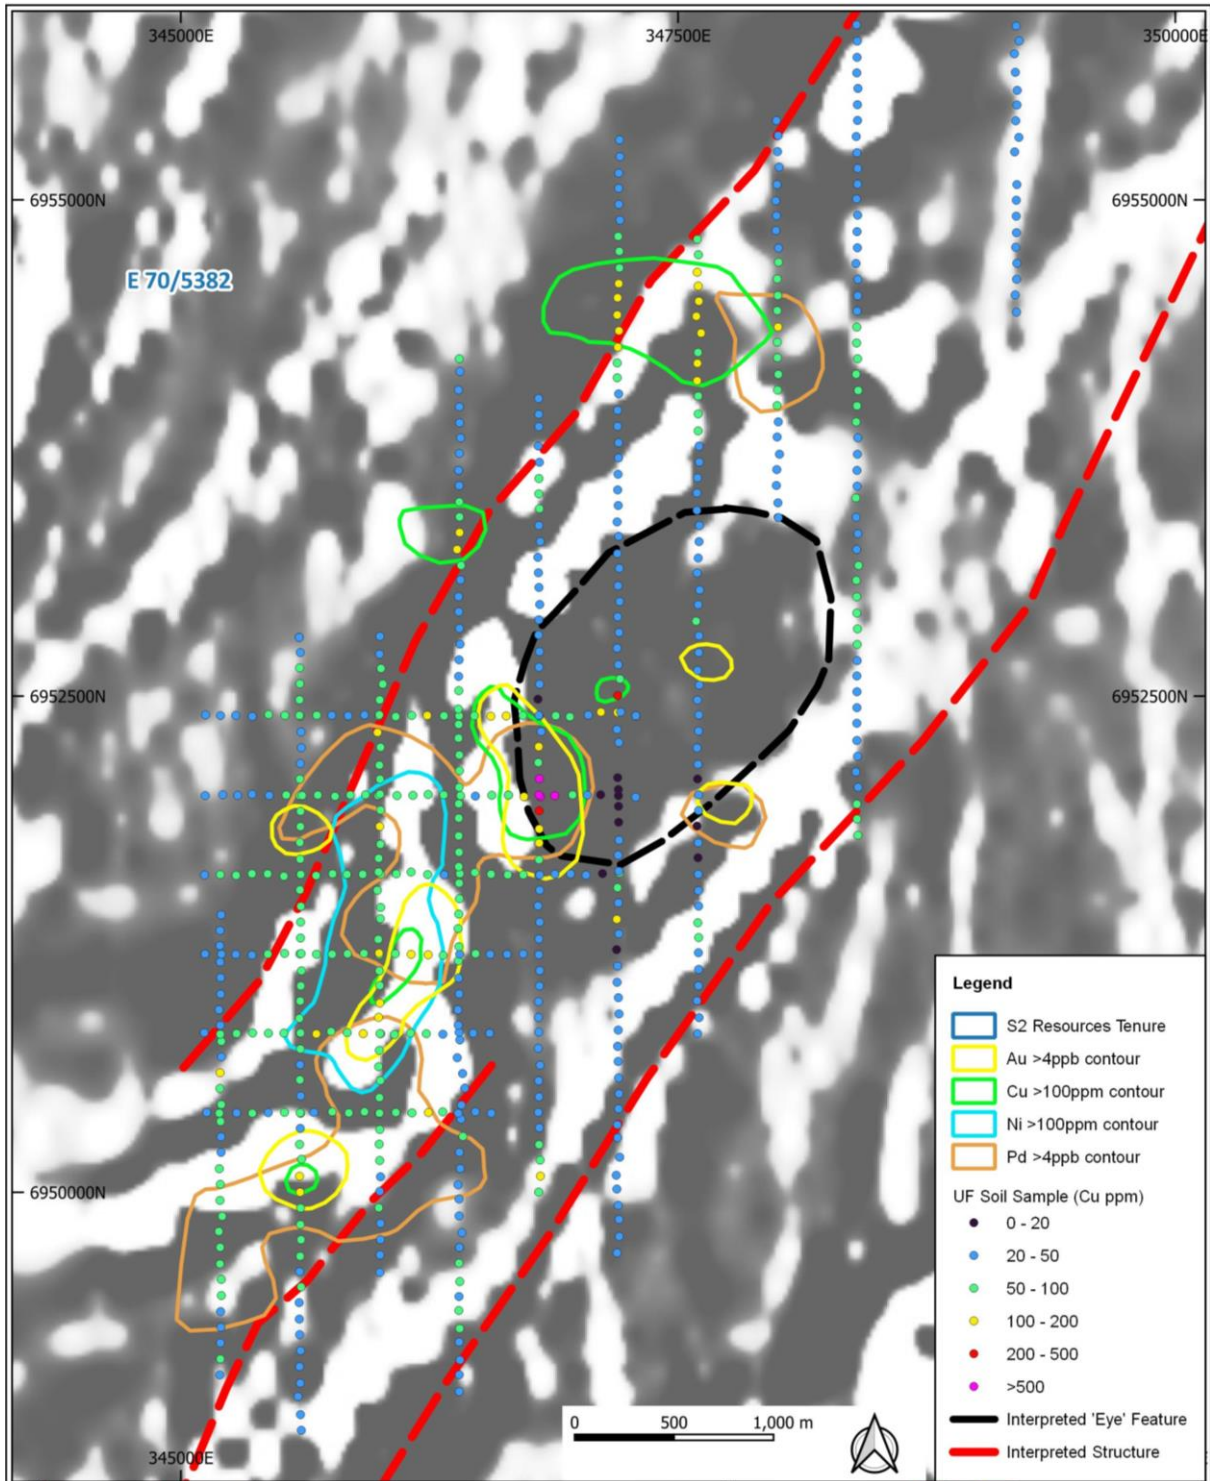 345000E
347500E
350000E
6955000N
6955000N
E 70/5382
6952500N
6952500N
6950000N
345000E
Legend
S2 Resources Tenure
Au >4ppb contour
Cu >100ppm contour
Ni >100ppm contour
Pd >4ppb contour
UF Soil Sample (Cu ppm)
0 - 20
20 - 50
50 - 100
100 - 200
200 - 500
>500
Interpreted 'Eye' Feature
Interpreted Structure
0 500 1,000 m